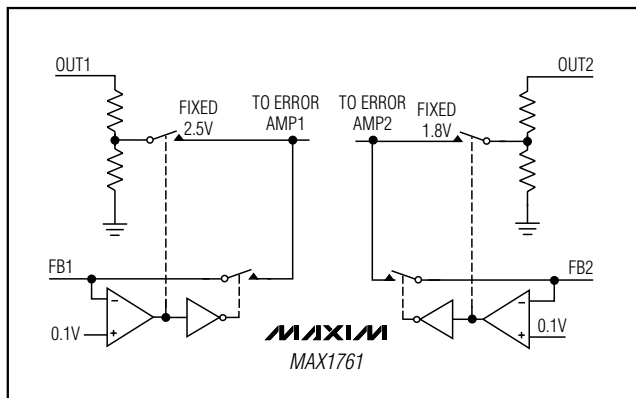 OUT1
OUT2
FIXED
2.5V
TO ERROR
AMP1
TO ERROR
AMP2
FIXED
1.8V
FB1
FB2
−
+
0.1V
−
+
0.1V
MAXIM
MAX1761